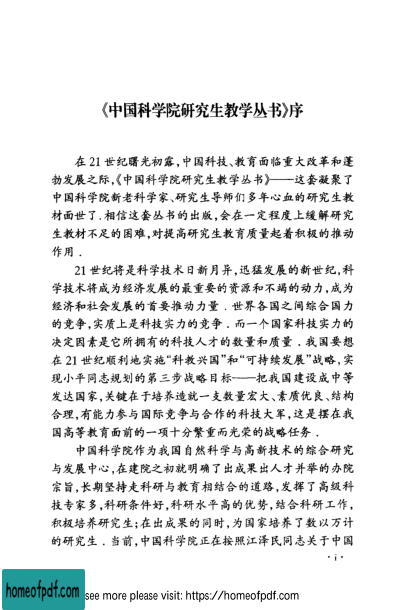 《中国科学院研究生教学丛书》序
在 21 世纪曙光初露,中国科技、教育面临重大改革和蓬
勃发展之际,《中国科学院研究生教学丛书》——这套凝聚了
中国科学院新老科学家、研究生导师们多年心血的研究生教
材面世了.相信这套丛书的出版,会在一定程度上缓解研究
生教材不足的困难,对提高研究生教育质量起着积极的推动
作用.
21 世纪将是科学技术日新月异,迅猛发展的新世纪,科
学技术将成为经济发展的最重要的资源和不竭的动力,成为
经济和社会发展的首要推动力量.世界各国之间综合国力
的竞争,实质上是科技实力的竞争.而一个国家科技实力的
决定因素是它所拥有的科技人才的数量和质量.我国要想
在 21 世纪顺利地实施“科教兴国”和“可持续发展”战略,实
现小平同志规划的第三步战略目标——把我国建设成中等
发达国家,关键在于培养造就一支数量宏大、素质优良、结构
合理,有能力参与国际竞争与合作的科技大军,这是摆在我
国高等教育面前的一项十分繁重而光荣的战略任务.
中国科学院作为我国自然科学与高新技术的综合研究
与发展中心,在建院之初就明确了出成果出人才并举的办院
宗旨,长期坚持走科研与教育相结合的道路,发挥了高级科
技专家多,科研条件好,科研水平高的优势,结合科研工作,
积极培养研究生;在出成果的同时,为国家培养了数以万计
的研究生.当前,中国科学院正在按照江泽民同志关于中国
· i ·
homeofpdf.com
see more please visit: https://homeofpdf.com